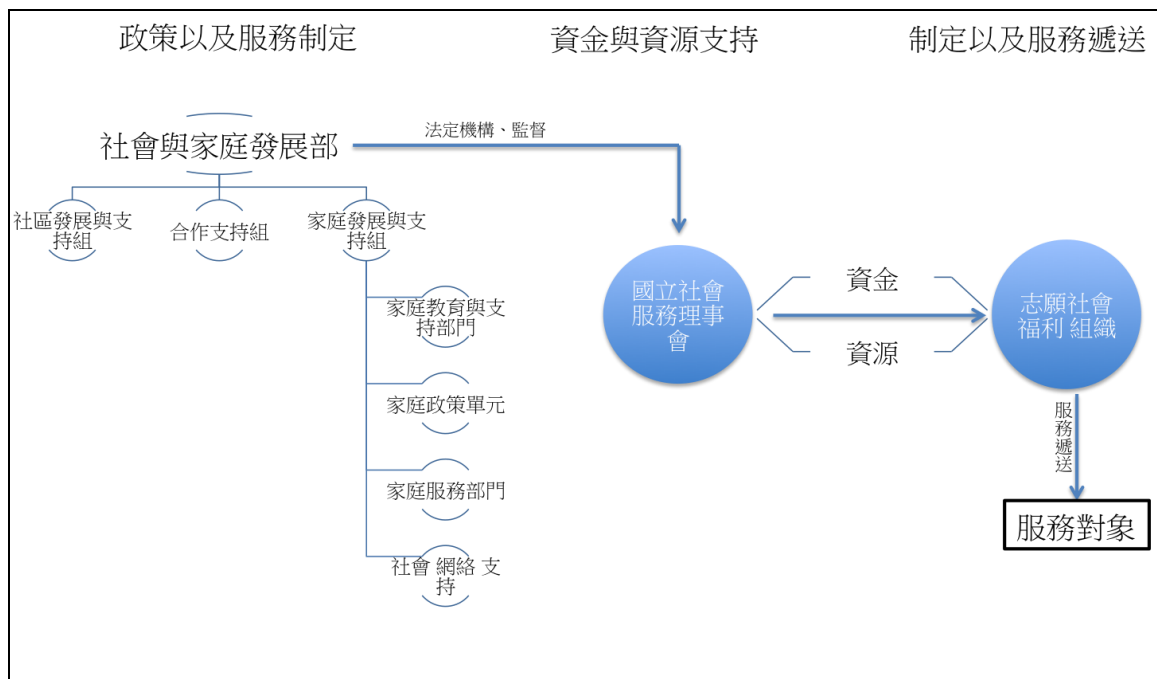 政策以及服務制定
資金與資源支持
制定以及服務遞送
法定機構、監督
社會與家庭發展部
社區發展與支
持組
合作支持組
家庭發展與支
持組
家庭教育與支
持部門
家庭政策單元
家庭服務部門
社會 網絡 支
持
國立社會
服務理事
會
資金
資源
志願社會
福利 組織
服務遞送
服務對象